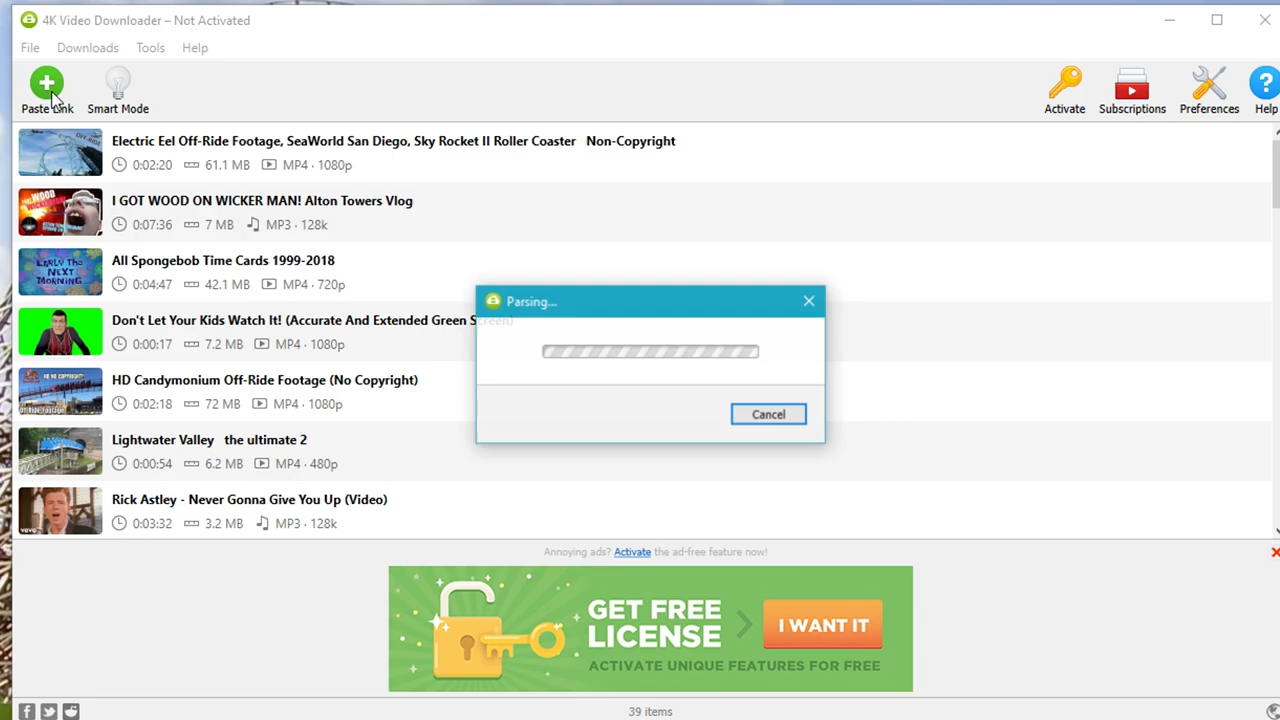 4K Video Downloader – Not Activated
File Downloads Tools Help
Paste Link Smart Mode Activate Subscriptions Preferences Help
Electric Eel Off-Ride Footage, SeaWorld San Diego, Sky Rocket II Roller Coaster Non-Copyright
0:02:20 61.1 MB MP4 · 1080p
I GOT WOOD ON WICKER MAN! Alton Towers Vlog
0:07:36 7 MB MP3 · 128k
All Spongebob Time Cards 1999-2018
0:04:47 42.1 MB MP4 · 720p
EARLY THE
NEXT
MORNING
Parsing...
Don't Let Your Kids Watch It! (Accurate And Extended Green Screen)
0:00:17 7.2 MB MP4 · 1080p
HD Candymonium Off-Ride Footage (No Copyright)
0:02:18 72 MB MP4 · 1080p
Cancel
Lightwater Valley the ultimate 2
0:00:54 6.2 MB MP4 · 480p
Rick Astley - Never Gonna Give You Up (Video)
0:03:32 3.2 MB MP3 · 128k
vevo
Annoying ads? Activate the ad-free feature now!
GET FREE
LICENSE
I WANT IT
ACTIVATE UNIQUE FEATURES FOR FREE
39 items